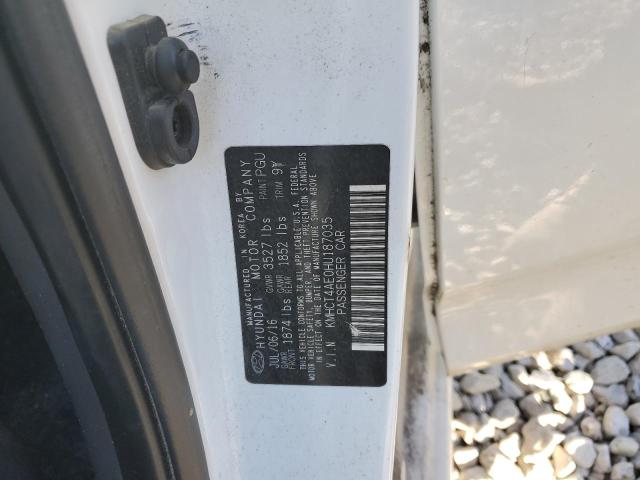 MANUFACTURED IN KOREA BY
HYUNDAI MOTOR COMPANY
JUL/06/16 GVWR 3527 lbs PAINT PGU
GAWR FRONT 1874 lbs GAWR REAR 1852 lbs TRIM 9Y
THIS VEHICLE CONFORMS TO ALL APPLICABLE U.S.A. FEDERAL
MOTOR VEHICLE SAFETY, BUMPER, AND THEFT PREVENTION STANDARDS
IN EFFECT ON THE DATE OF MANUFACTURE SHOWN ABOVE
V.I.N KMHCT4AE0HU187035
PASSENGER CAR